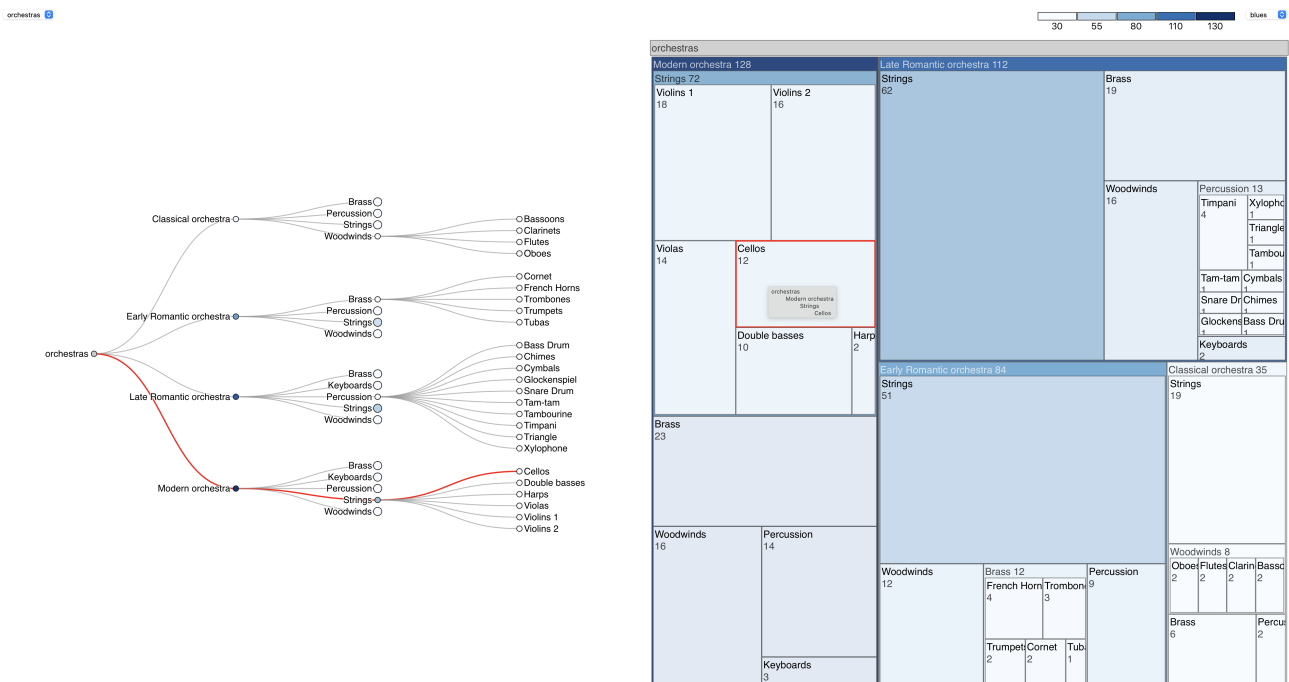 orchestras
blues
30 55 80 110 130
Brass
Percussion
Classical orchestra
Strings
Woodwinds
Bassoons
Clarinets
Flutes
Oboes
Cornet
French Horns
Brass
Trombones
Percussion
Trumpets
Early Romantic orchestra
Strings
Tubas
Woodwinds
orchestras
Bass Drum
Chimes
Cymbals
Brass
Glockenspiel
Keyboards
Snare Drum
Late Romantic orchestra
Percussion
Tam-tam
Strings
Tambourine
Woodwinds
Timpani
Triangle
Xylophone
Brass
Cellos
Keyboards
Double basses
Modern orchestra
Percussion
Harps
Strings
Violas
Woodwinds
Violins 1
Violins 2
orchestras
Modern orchestra 128
Strings 72
Violins 1
18
Violins 2
16
Violas
14
Cellos
12
orchestras
Modern orchestra
Strings
Cellos
Double basses
10
Harp
2
Brass
23
Woodwinds
16
Percussion
14
Keyboards
3
Late Romantic orchestra 112
Strings
62
Brass
19
Woodwinds
16
Percussion 13
Timpani
4
Xylopho
1
Triangle
1
Tambou
1
Tam-tam
1
Cymbals
1
Snare Dr
1
Chimes
1
Glockens
1
Bass Dru
1
Keyboards
2
Early Romantic orchestra 84
Strings
51
Woodwinds
12
Brass 12
French Horn
4
Trombon
3
Trumpet
2
Cornet
2
Tub
1
Percussion
9
Classical orchestra 35
Strings
19
Woodwinds 8
Oboes
2
Flutes
2
Clarin
2
Basso
2
Brass
6
Percu
2